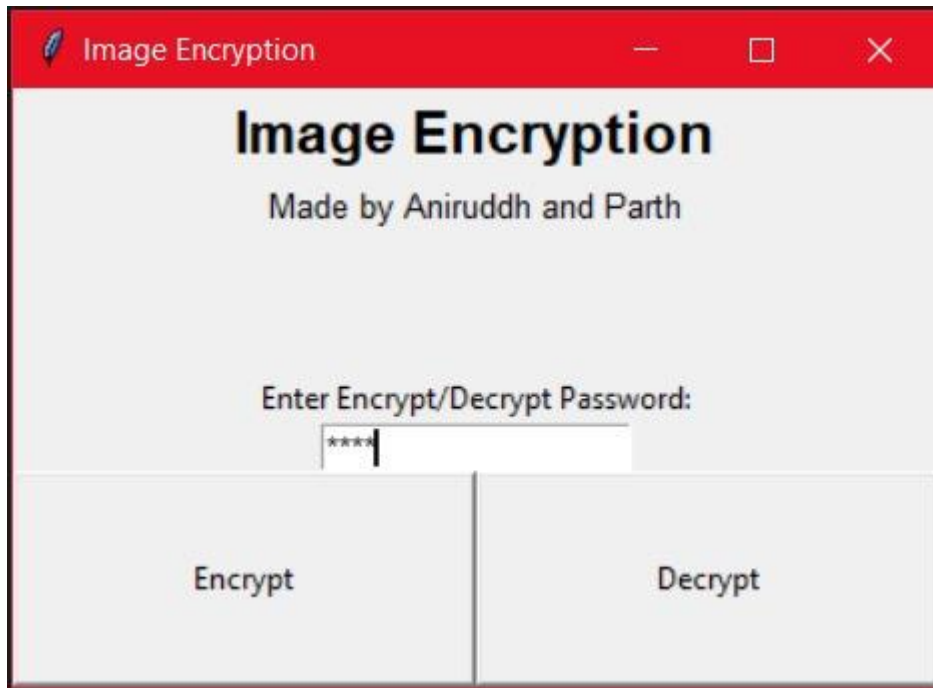 Image Encryption
Image Encryption
Made by Aniruddh and Parth
Enter Encrypt/Decrypt Password:
****
Encrypt Decrypt